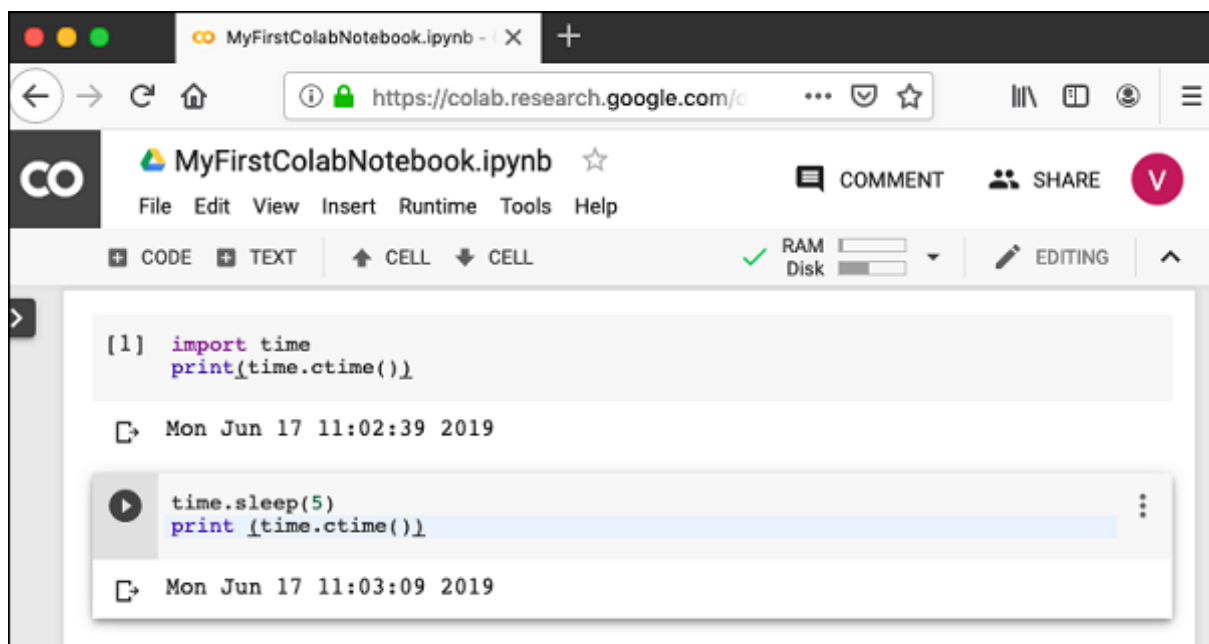 CO MyFirstColabNotebook.ipynb -
https://colab.research.google.com/
CO
MyFirstColabNotebook.ipynb
COMMENT
SHARE
V
File Edit View Insert Runtime Tools Help
CODE TEXT CELL CELL
RAM
Disk
EDITING
[1] import time
print(time.ctime())
Mon Jun 17 11:02:39 2019
time.sleep(5)
print (time.ctime())
Mon Jun 17 11:03:09 2019